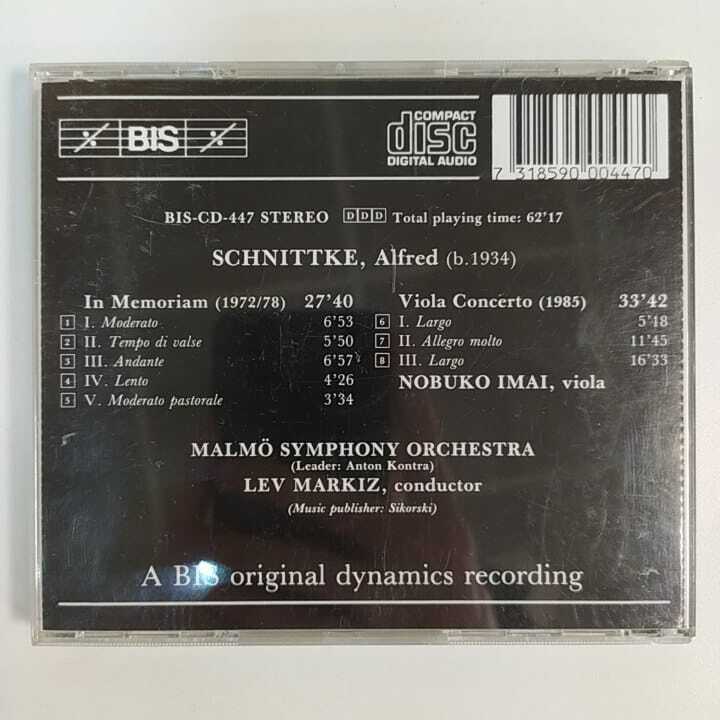 BIS
COMPACT
disc
DIGITAL AUDIO
7 318590 004470
BIS-CD-447 STEREO D D D Total playing time: 62'17
SCHNITTKE, Alfred (b.1934)
In Memoriam (1972/78) 27'40
1 I. Moderato 6'53
2 II. Tempo di valse 5'50
3 III. Andante 6'57
4 IV. Lento 4'26
5 V. Moderato pastorale 3'34
Viola Concerto (1985) 33'42
6 I. Largo 5'18
7 II. Allegro molto 11'45
8 III. Largo 16'33
NOBUKO IMAI, viola
MALMÖ SYMPHONY ORCHESTRA
(Leader: Anton Kontra)
LEV MARKIZ, conductor
(Music publisher: Sikorski)
A BIS original dynamics recording